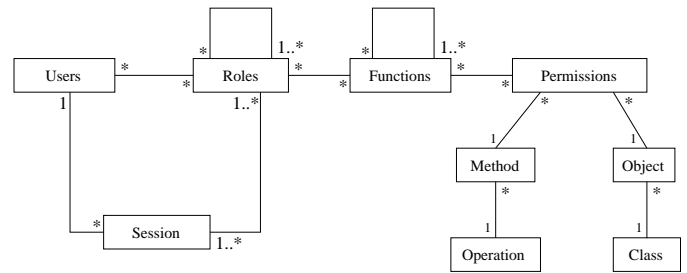 * 1..* * 1..*
Users * * Roles * * Functions * * Permissions
1 1..* * *
1 1
Method Object
* *
* Session 1..* 1 1
Operation Class